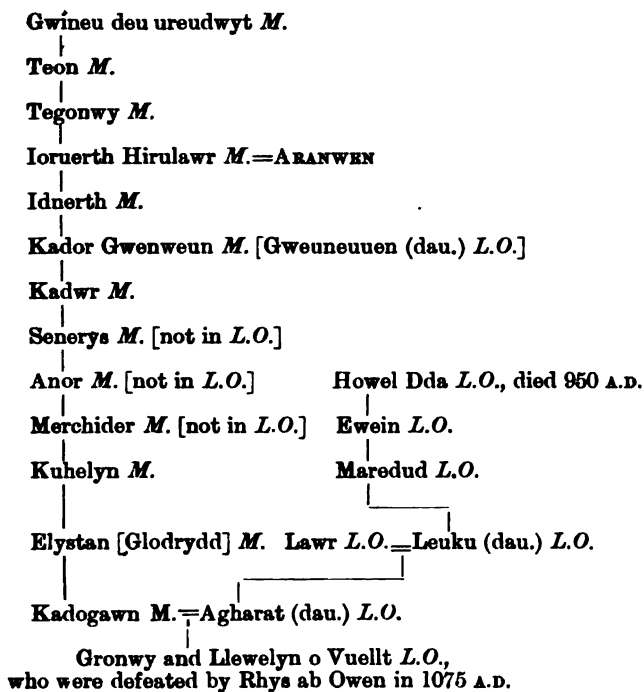 Gwineu deu ureudwyt M.
Teon M.
Tegonwy M.
Ioruerth Hirulawr M.=ARANWEN
Idnerth M.
Kador Gwenweun M. [Gweuneuuen (dau.) L.O.]
Kadwr M.
Senerys M. [not in L.O.]
Anor M. [not in L.O.] Howel Dda L.O., died 950 A.D.
Merchider M. [not in L.O.] Ewein L.O.
Kuhelyn M. Maredud L.O.
Elystan [Glodrydd] M. Lawr L.O.=Leuku (dau.) L.O.
Kadogawn M.=Agharat (dau.) L.O.
Gronwy and Llewelyn o Vuellt L.O.,
who were defeated by Rhys ab Owen in 1075 A.D.